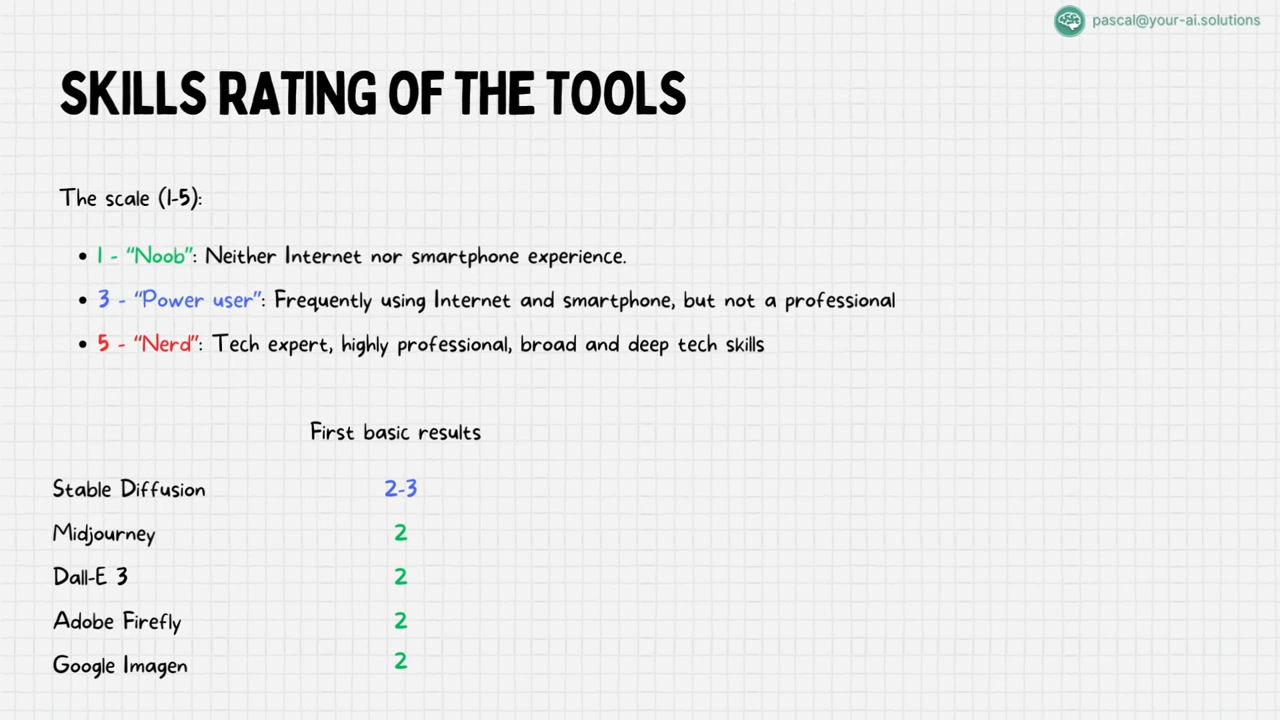 pascal@your-ai.solutions
SKILLS RATING OF THE TOOLS
The scale (1-5):
• 1 - “Noob”: Neither Internet nor smartphone experience.
• 3 - “Power user”: Frequently using Internet and smartphone, but not a professional
• 5 - “Nerd”: Tech expert, highly professional, broad and deep tech skills
First basic results
Stable Diffusion 2-3
Midjourney 2
Dall-E 3 2
Adobe Firefly 2
Google Imagen 2